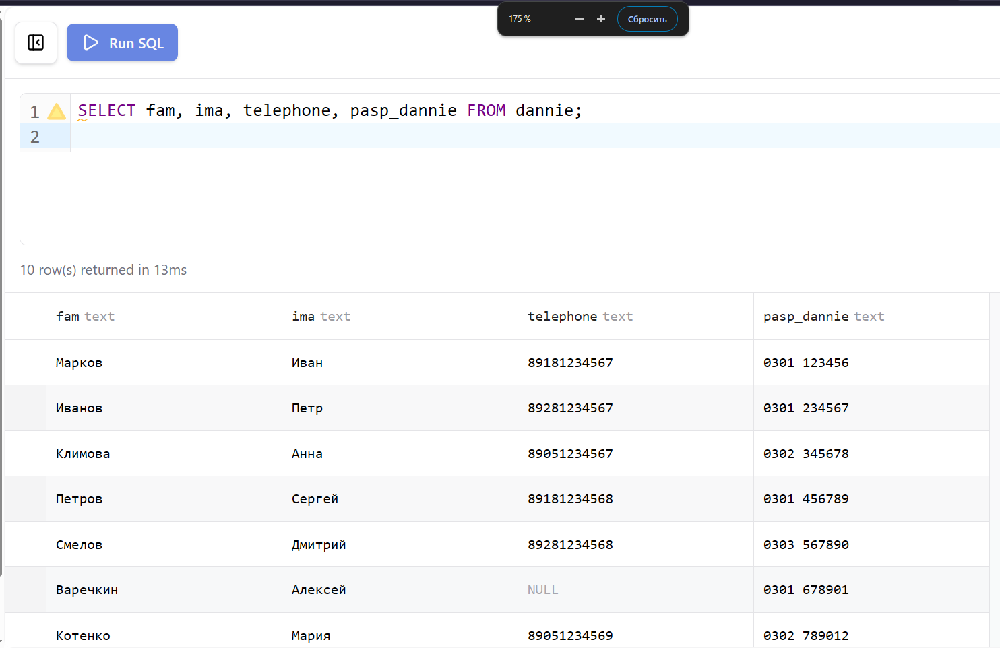 175 %
Сбросить
Run SQL
1 SELECT fam, ima, telephone, pasp_dannie FROM dannie;
2
10 row(s) returned in 13ms
fam text ima text telephone text pasp_dannie text
Марков Иван 89181234567 0301 123456
Иванов Петр 89281234567 0301 234567
Климова Анна 89051234567 0302 345678
Петров Сергей 89181234568 0301 456789
Смелов Дмитрий 89281234568 0303 567890
Варечкин Алексей NULL 0301 678901
Котенко Мария 89051234569 0302 789012